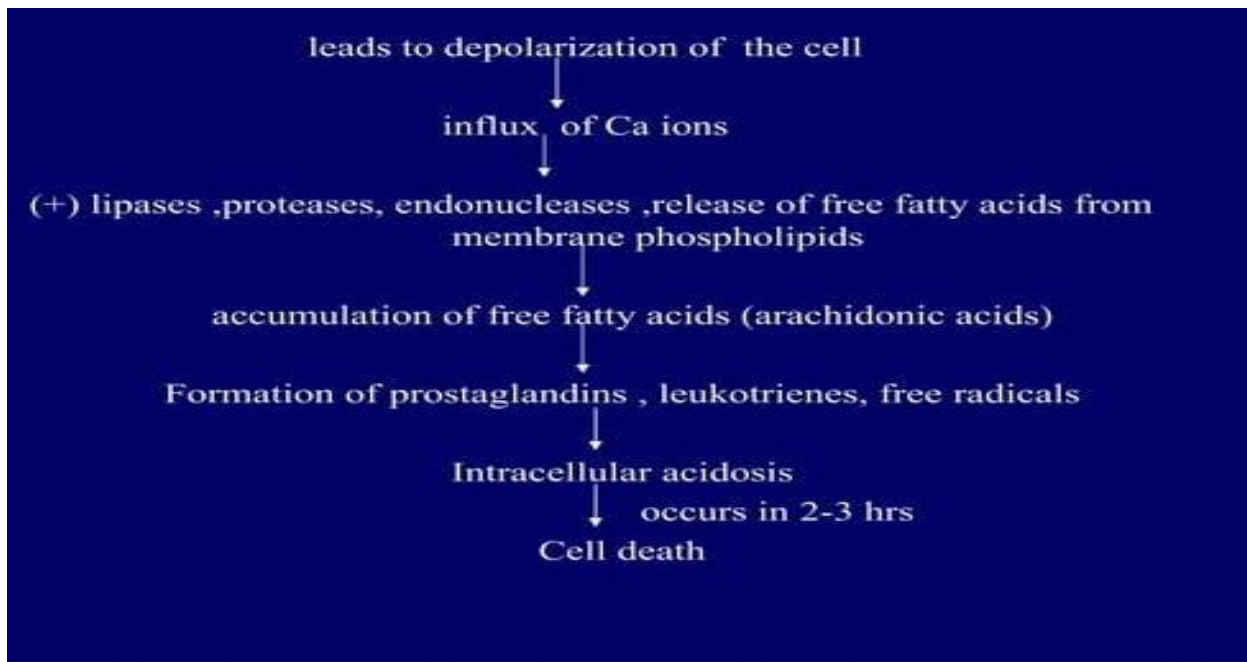 leads to depolarization of the cell
influx of Ca ions
(+) lipases ,proteases, endonucleases ,release of free fatty acids from
membrane phospholipids
accumulation of free fatty acids (arachidonic acids)
Formation of prostaglandins , leukotrienes, free radicals
Intracellular acidosis
occurs in 2-3 hrs
Cell death